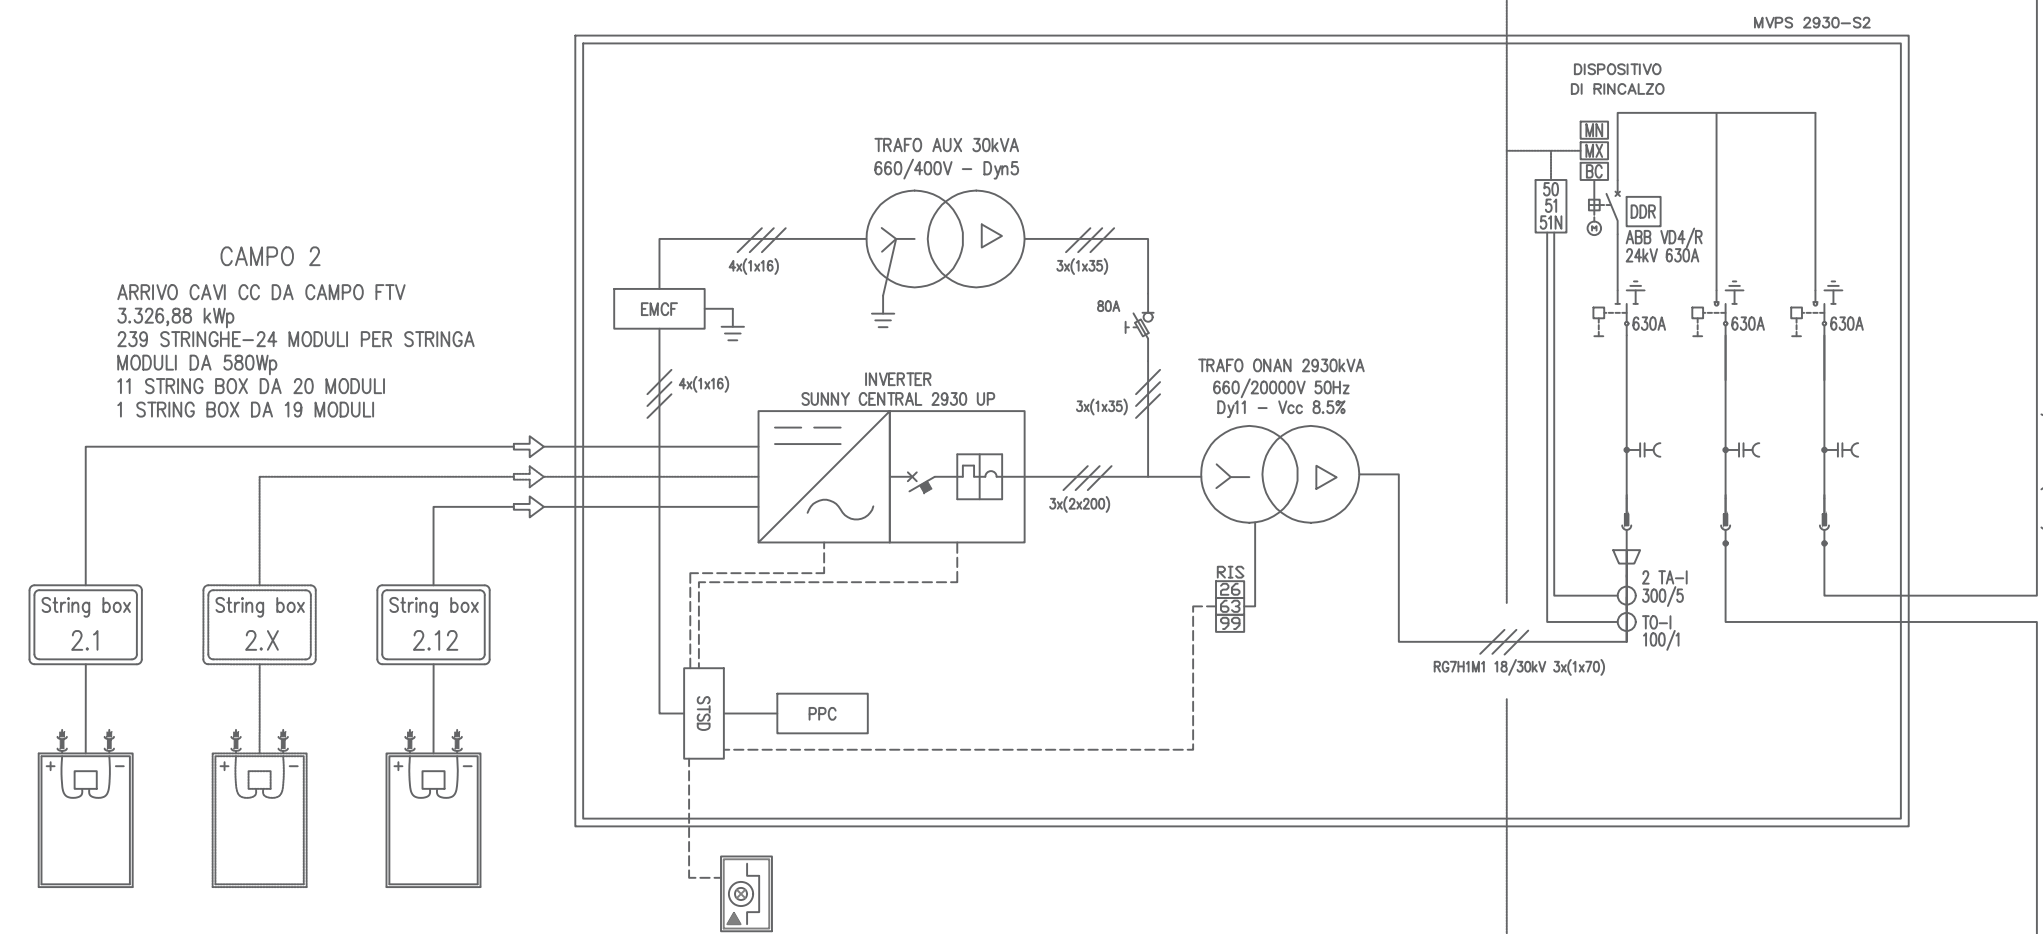 MVPS 2930-S2
DISPOSITIVO
DI RINCALZO
MN
MX
BC
50
51
51N
DDR
M
ABB VD4/R
24kV 630A
630A
630A
630A
TRAFO AUX 30kVA
660/400V - Dyn5
4x(1x16)
3x(1x35)
EMCF
80A
4x(1x16)
3x(1x35)
CAMPO 2
ARRIVO CAVI CC DA CAMPO FTV
3.326,88 kWp
239 STRINGHE-24 MODULI PER STRINGA
MODULI DA 580Wp
11 STRING BOX DA 20 MODULI
1 STRING BOX DA 19 MODULI
INVERTER
SUNNY CENTRAL 2930 UP
TRAFO ONAN 2930kVA
660/20000V 50Hz
Dy11 - Vcc 8.5%
3x(2x200)
RIS
26
63
99
2 TA-I
300/5
TO-I
100/1
RG7H1M1 18/30kV 3x(1x70)
String box
2.1
String box
2.X
String box
2.12
STSD
PPC
+ -
+ -
+ -